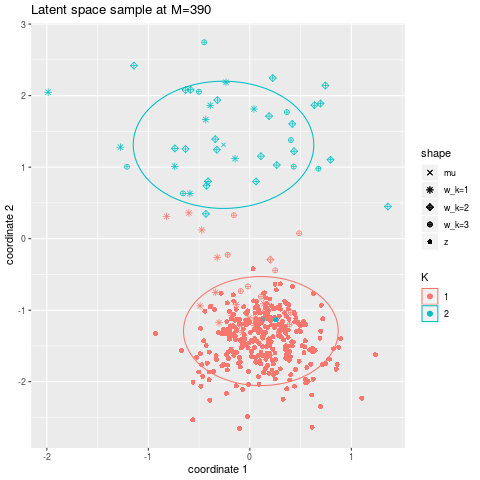 Latent space sample at M=390
3
2
1
0
-1
-2
coordinate 2
-2
-1
0
1
coordinate 1
shape
mu
w_k=1
w_k=2
w_k=3
z
K
1
2